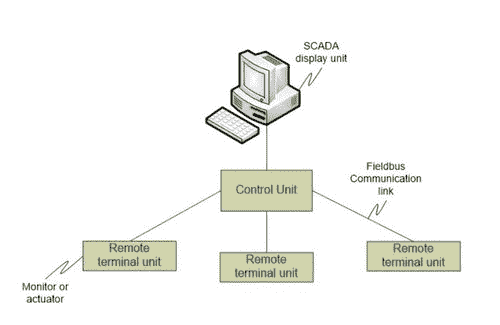 SCADA
display unit
Fieldbus
Communication
link
Control Unit
Remote
terminal unit
Remote
terminal unit
Remote
terminal unit
Monitor or
actuator